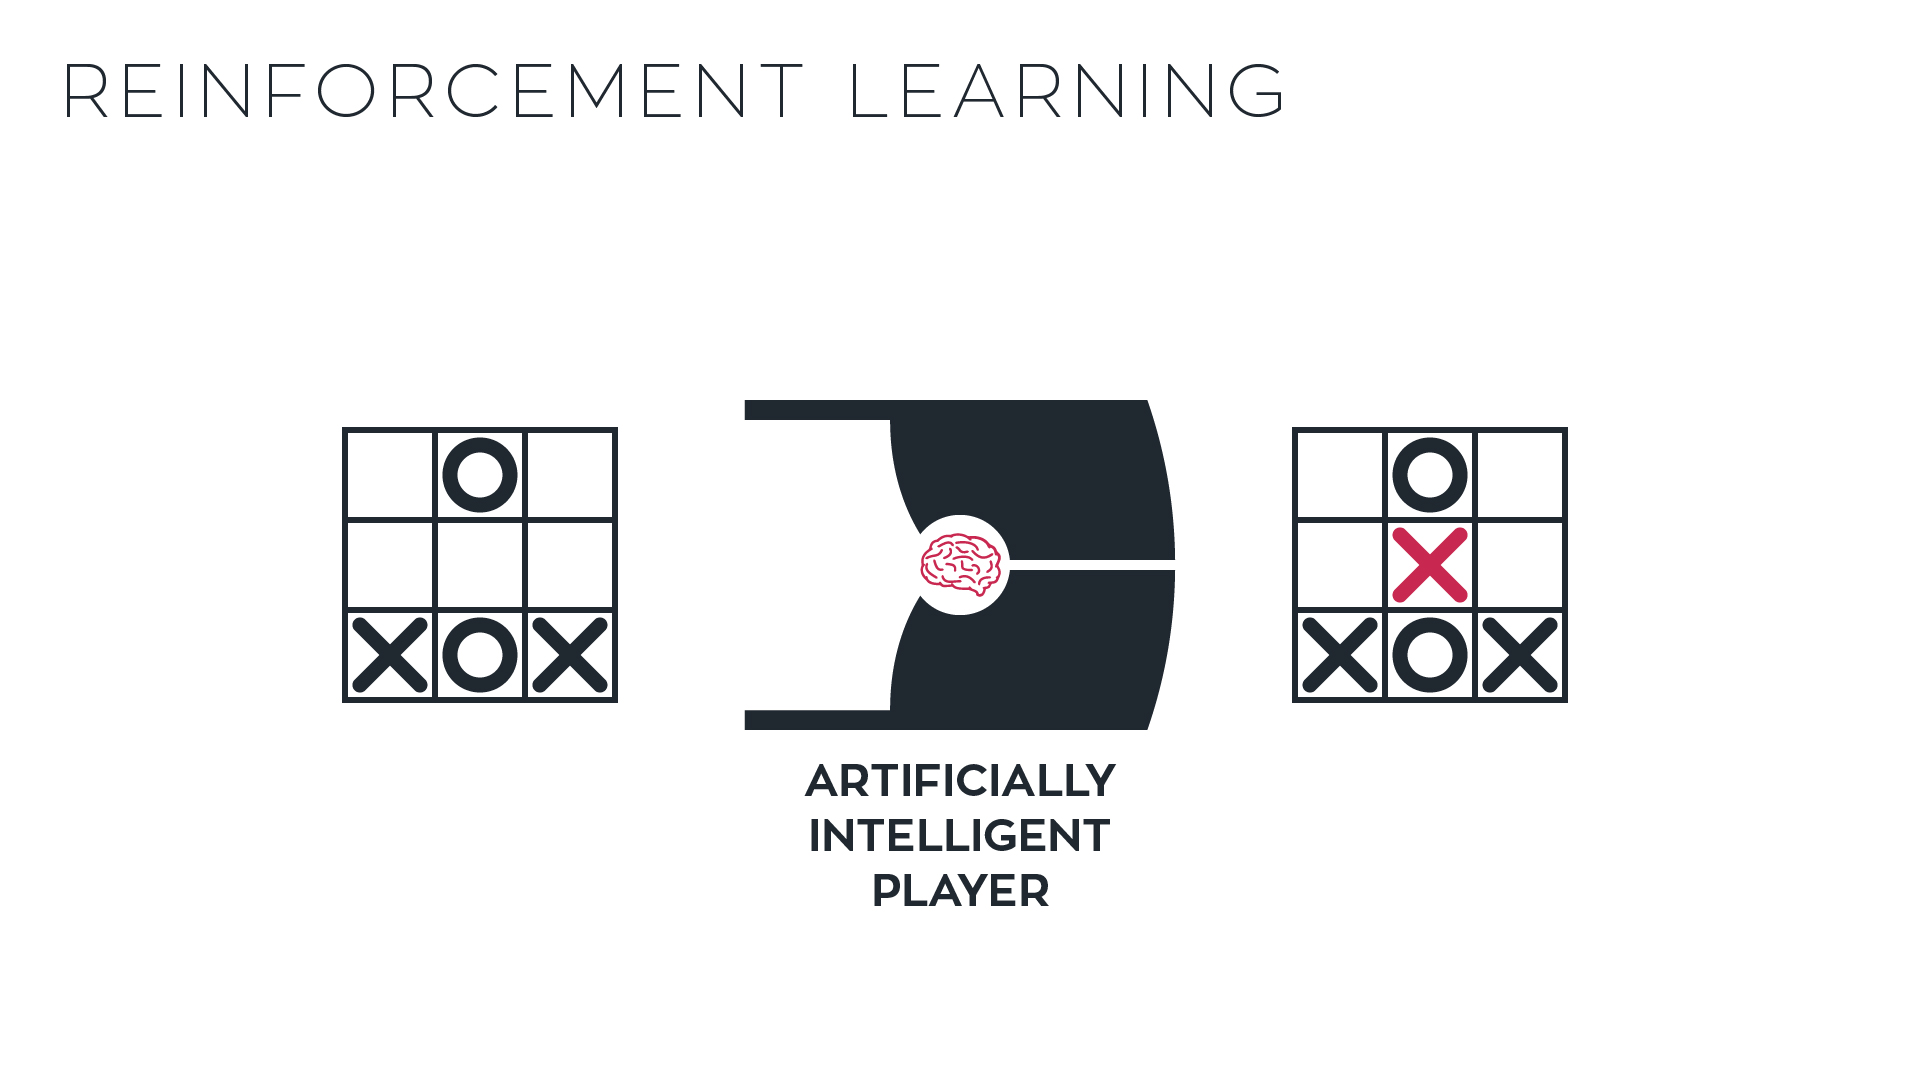 REINFORCEMENT LEARNING
ARTIFICIALLY
INTELLIGENT
PLAYER